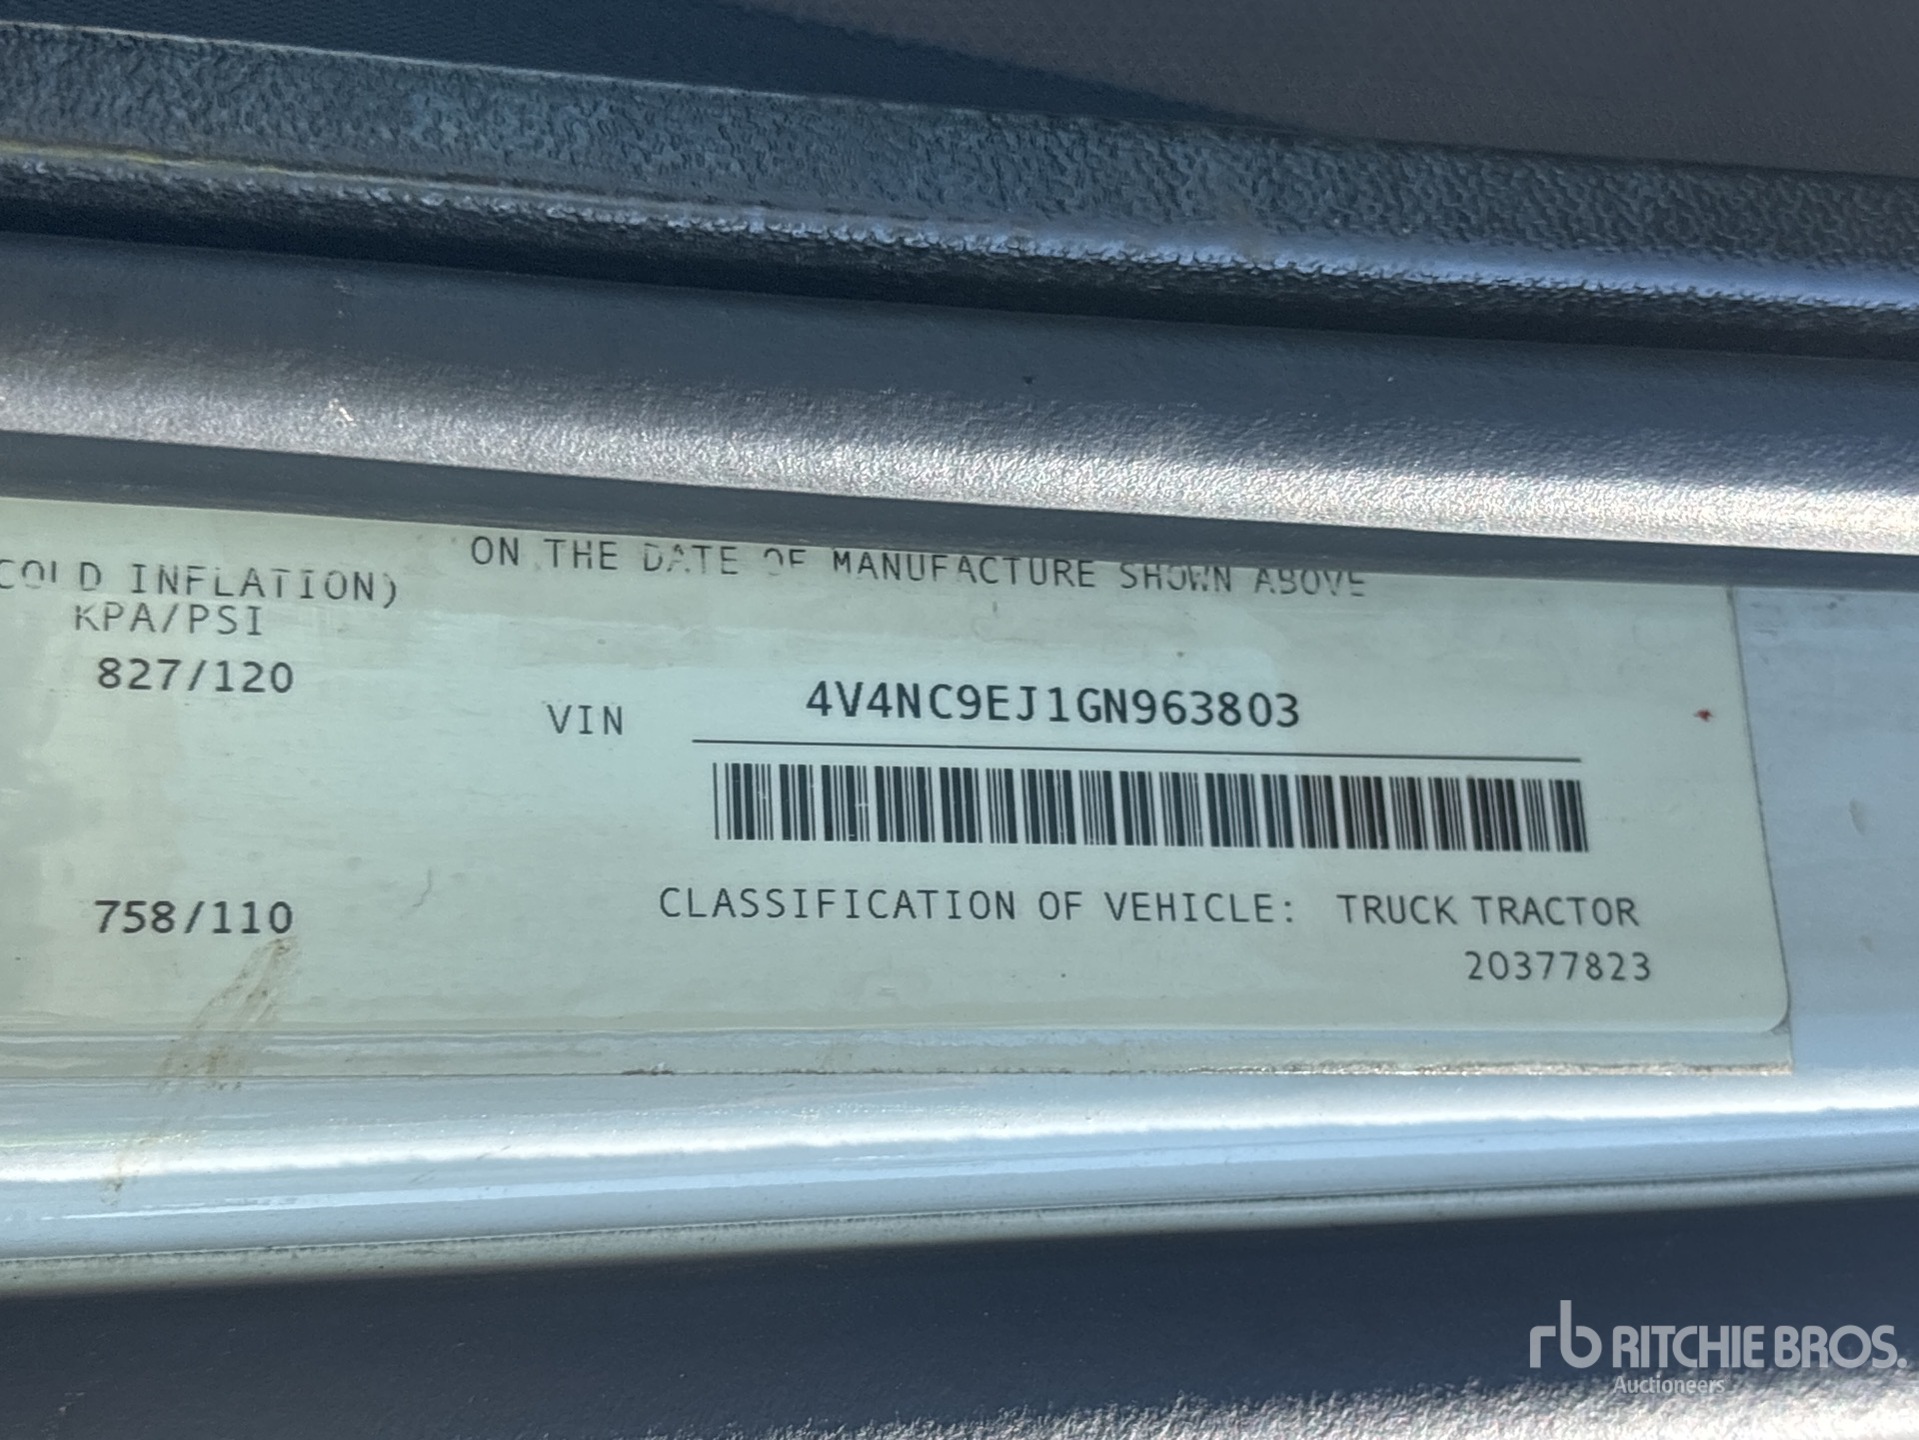 ON THE DATE OF MANUFACTURE SHOWN ABOVE
COLD INFLATION)
KPA/PSI
827/120
VIN 4V4NC9EJ1GN963803
758/110
CLASSIFICATION OF VEHICLE: TRUCK TRACTOR
20377823
rb RITCHIE BROS.
Auctioneers